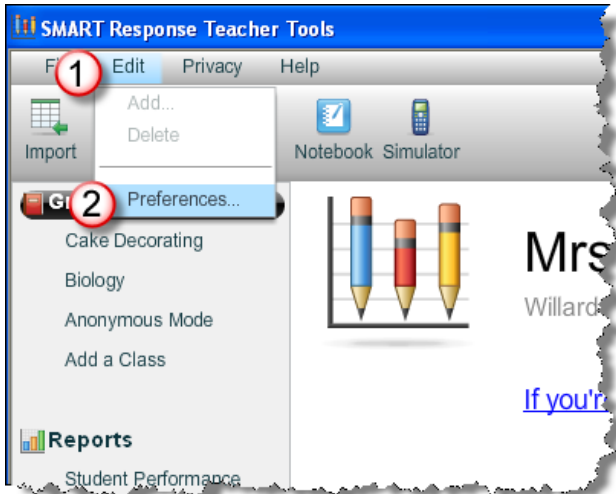 SMART Response Teacher Tools
1 Edit Privacy Help
Add...
Delete
Import
Notebook Simulator
2 Preferences...
Cake Decorating
Biology
Anonymous Mode
Add a Class
Mrs
Willard
If you'r
Reports
Student Performance